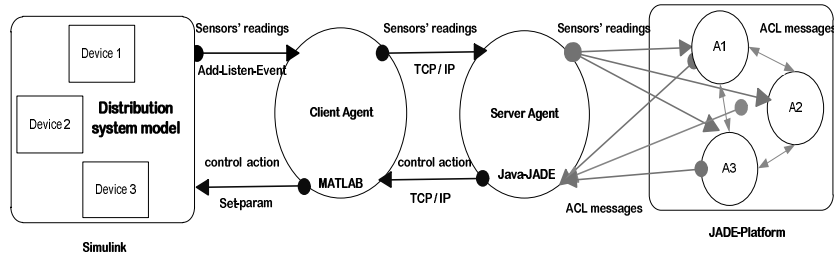 Sensors' readings
Add-Listen-Event
Sensors' readings
TCP / IP
Sensors' readings
ACL messages
Device 1
Device 2
Device 3
Distribution
system model
Client Agent
Server Agent
A1
A2
A3
control action
Set-param
MATLAB
control action
TCP / IP
Java-JADE
ACL messages
Simulink
JADE-Platform